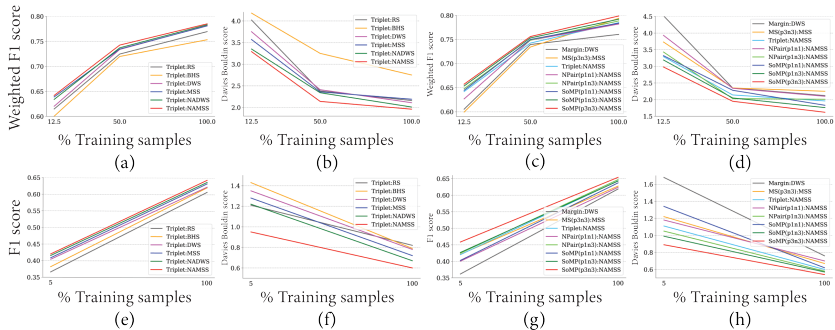 Weighted F1 score
0.80
0.75
0.70
0.65
0.60
12.5
50.0
100.0
Triplet:RS
Triplet:BHS
Triplet:DWS
Triplet:MSS
Triplet:NADWS
Triplet:NAMSS
% Training samples
(a)
Davies Bouldin score
4.0
3.5
3.0
2.5
2.0
12.5
50.0
100.0
Triplet:RS
Triplet:BHS
Triplet:DWS
Triplet:MSS
Triplet:NADWS
Triplet:NAMSS
% Training samples
(b)
Weighted F1 score
0.80
0.75
0.70
0.65
0.60
12.5
50.0
100.0
Margin:DWS
MS(p3n3):MSS
Triplet:NAMSS
NPair(p1n1):NAMSS
NPair(p1n3):NAMSS
SoMP(p1n1):NAMSS
SoMP(p1n3):NAMSS
SoMP(p3n3):NAMSS
% Training samples
(c)
Davies Bouldin score
4.5
4.0
3.5
3.0
2.5
2.0
1.5
12.5
50.0
100.0
Margin:DWS
MS(p3n3):MSS
Triplet:NAMSS
NPair(p1n1):NAMSS
NPair(p1n3):NAMSS
SoMP(p1n1):NAMSS
SoMP(p1n3):NAMSS
SoMP(p3n3):NAMSS
% Training samples
(d)
F1 score
0.65
0.60
0.55
0.50
0.45
0.40
0.35
5
100
Triplet:RS
Triplet:BHS
Triplet:DWS
Triplet:MSS
Triplet:NADWS
Triplet:NAMSS
% Training samples
(e)
Davies Bouldin score
1.4
1.2
1.0
0.8
0.6
5
100
Triplet:RS
Triplet:BHS
Triplet:DWS
Triplet:MSS
Triplet:NADWS
Triplet:NAMSS
% Training samples
(f)
F1 score
0.65
0.60
0.55
0.50
0.45
0.40
0.35
5
100
Margin:DWS
MS(p3n3):MSS
Triplet:NAMSS
NPair(p1n1):NAMSS
NPair(p1n3):NAMSS
SoMP(p1n1):NAMSS
SoMP(p1n3):NAMSS
SoMP(p3n3):NAMSS
% Training samples
(g)
Davies Bouldin score
1.6
1.4
1.2
1.0
0.8
0.6
5
100
Margin:DWS
MS(p3n3):MSS
Triplet:NAMSS
NPair(p1n1):NAMSS
NPair(p1n3):NAMSS
SoMP(p1n1):NAMSS
SoMP(p1n3):NAMSS
SoMP(p3n3):NAMSS
% Training samples
(h)